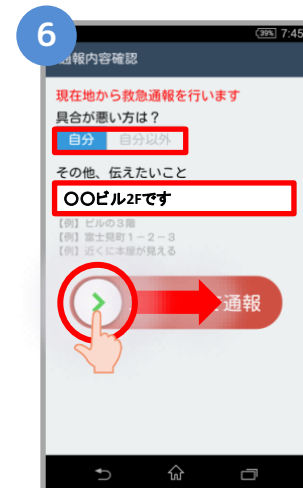 6
39% 7:45
通報内容確認
現在地から救急通報を行います
具合が悪い方は？
自分 自分以外
その他、伝えたいこと
〇〇ビル2Fです
【例】ビルの3階
【例】富士見町1－2－3
【例】近くに本屋が見える
通報